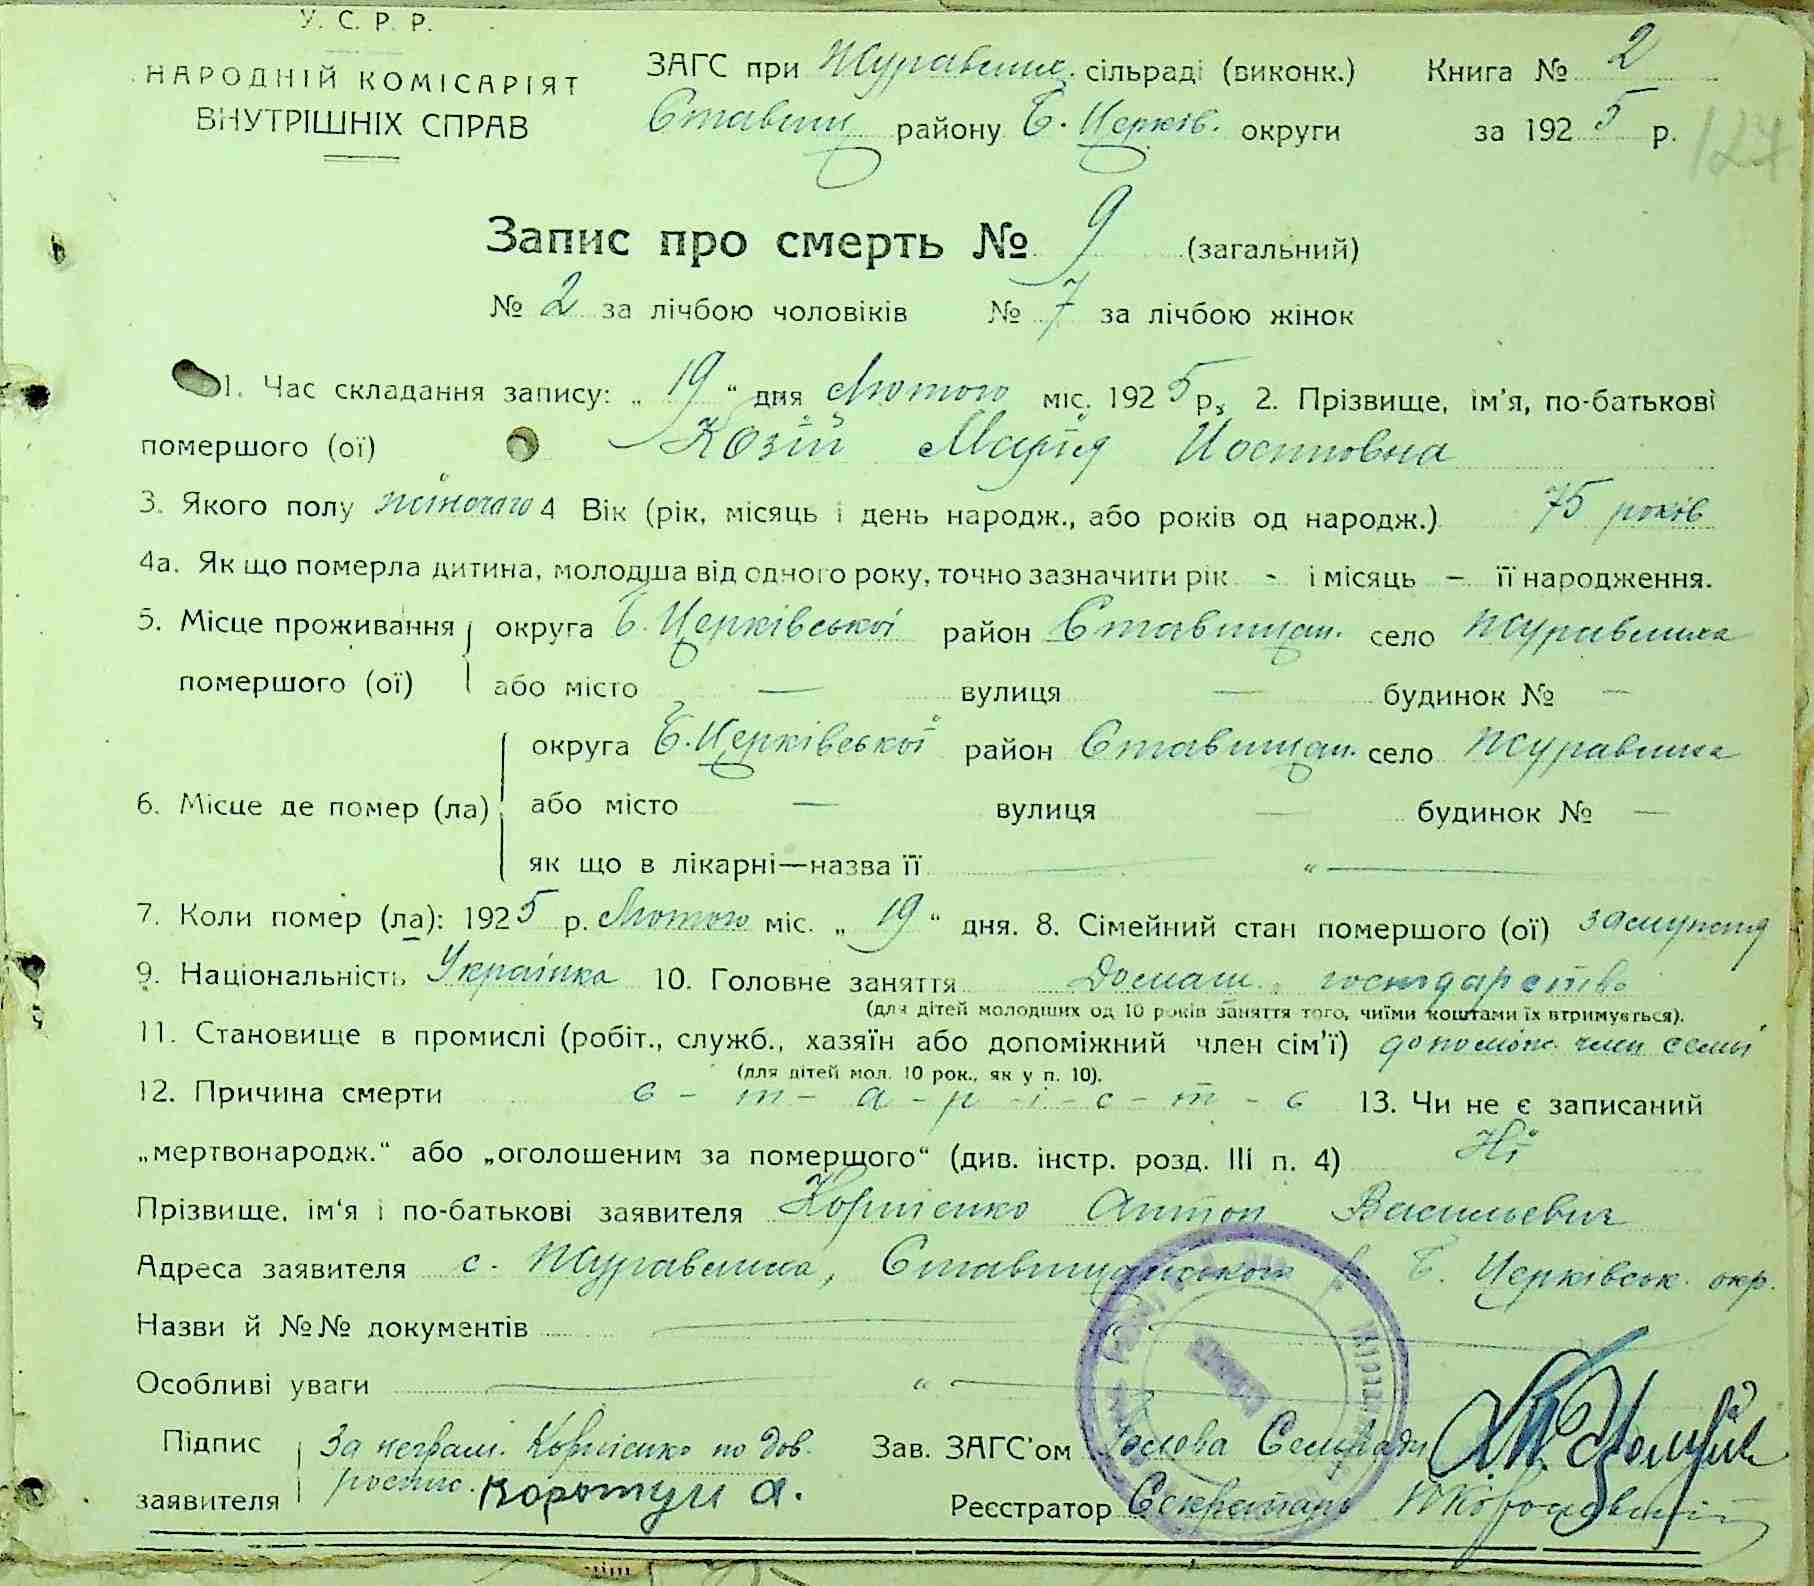 У. С. Р. Р.
НАРОДНІЙ КОМІСАРІЯТ
ВНУТРІШНІХ СПРАВ
ЗАГС при Журавлих. сільраді (виконк.) Книга № 2
Ставищ району Б. Церків. округи за 1925 р.
127
Запис про смерть № 9 (загальний)
№ 2 за лічбою чоловіків № 7 за лічбою жінок
1. Час складання запису: „ 19 “ дня Лютого міс. 1925 р. 2. Прізвище, ім'я, по-батькові
помершого (ої) Козій Марія Иосиповна
3. Якого полу жіночого 4 Вік (рік, місяць і день народж., або років од народж.) 75 років
4а. Як що померла дитина, молодша від одного року, точно зазначити рік - і місяць - її народження.
5. Місце проживання округа Б. Церківської район Ставищан. село Журавлиха
помершого (ої) або місто — вулиця — будинок № —
округа Б. Церківської район Ставищан. село Журавлиха
6. Місце де помер (ла) або місто — вулиця — будинок № —
як що в лікарні—назва її — “ —
7. Коли помер (ла): 1925 р. Лютого міс. „ 19 “ дня. 8. Сімейний стан помершого (ої) замужня
9. Національність Українка 10. Головне заняття Домаш. господарство
(для дітей молодших од 10 років заняття того, чиїми коштами їх втримується).
11. Становище в промислі (робіт., служб., хазяїн або допоміжний член сім'ї) допоміж. член семьї
(для дітей мол. 10 рок., як у п. 10).
12. Причина смерти с - т - а - р - і - с - т - ь 13. Чи не є записаний
„мертвонародж.“ або „оголошеним за помершого“ (див. інстр. розд. III п. 4) Ні
Прізвище, ім'я і по-батькові заявителя Корнієнко Антон Васильевич
Адреса заявителя с. Журавлиха, Ставищанського р. Б. Церківськ. окр.
Назви й №№ документів —
Особливі уваги — “ —
Підпис За неграм. Корнієнко по дов. Зав. ЗАГС'ом Голова Сельради
заявителя розпис. Коротун А. Реєстратор Секретарь